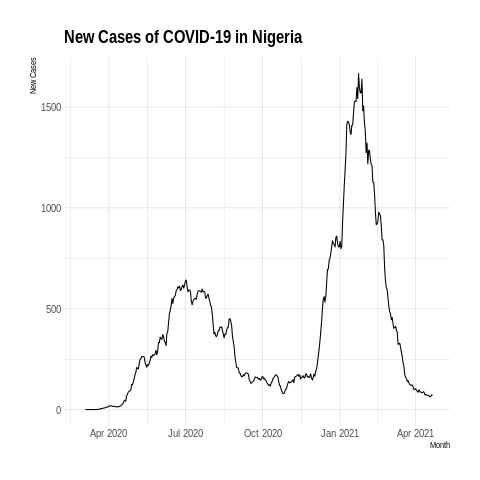 New Cases of COVID-19 in Nigeria
New Cases
1500
1000
500
0
Apr 2020 Jul 2020 Oct 2020 Jan 2021 Apr 2021
Month